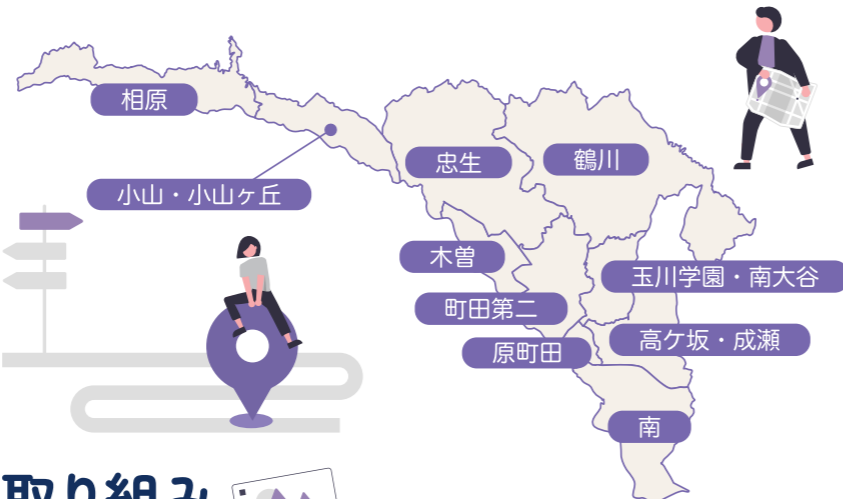 相原
忠生
鶴川
小山・小山ヶ丘
木曽
玉川学園・南大谷
町田第二
高ケ坂・成瀬
原町田
南
取り組み